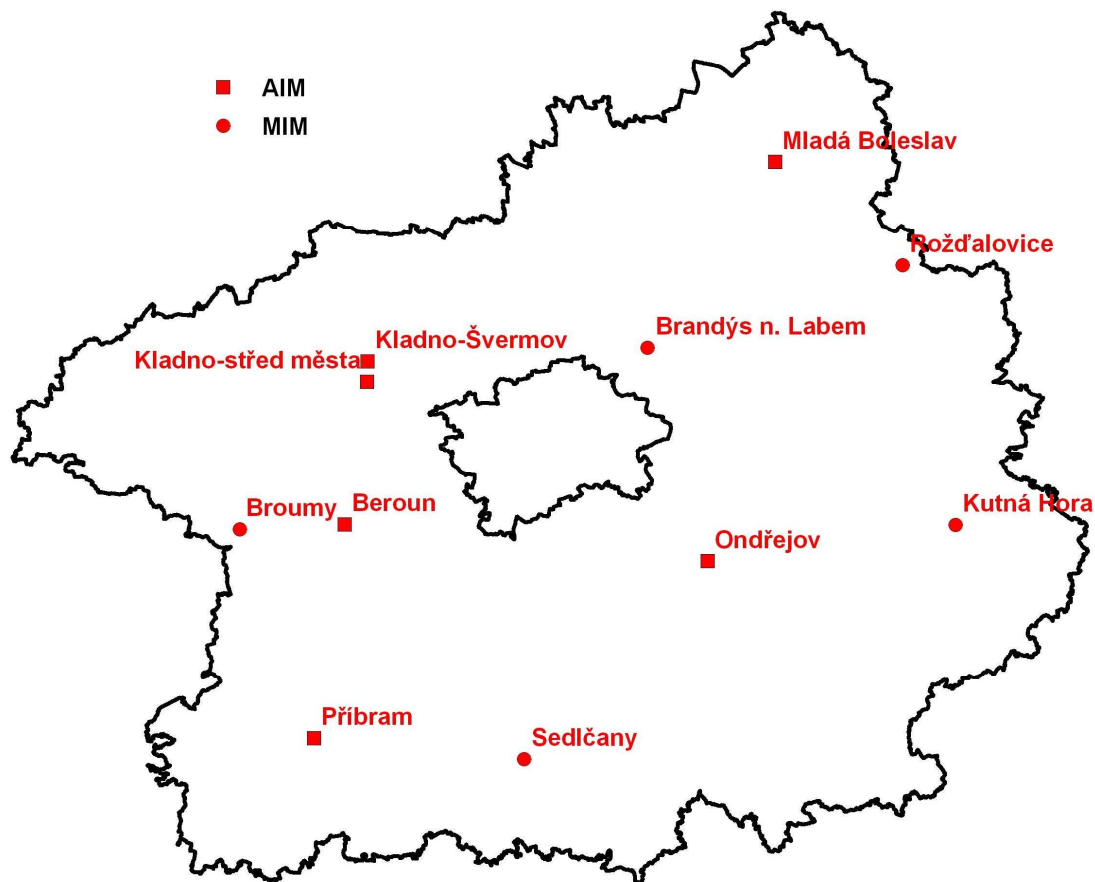 AIM
MIM
Mladá Boleslav
Rožďalovice
Brandýs n. Labem
Kladno-Švermov
Kladno-střed města
Broumy
Beroun
Kutná Hora
Ondřejov
Příbram
Sedlčany